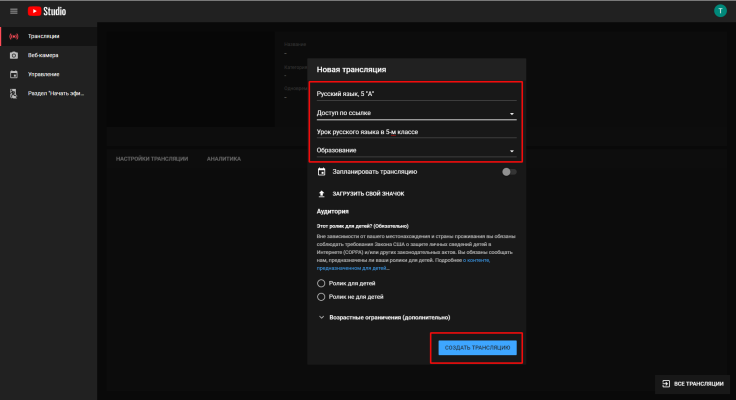 Studio
T
Трансляции
Веб-камера
Управление
Раздел "Начать эфи...
Название
-
Категория
-
-
НАСТРОЙКИ ТРАНСЛЯЦИИ
АНАЛИТИКА
Новая трансляция
Русский язык, 5 "А"
Доступ по ссылке
Урок русского языка в 5-м классе
Образование
Запланировать трансляцию
ЗАГРУЗИТЬ СВОЙ ЗНАЧОК
Аудитория
Этот ролик для детей? (Обязательно)
Вне зависимости от вашего местонахождения и страны проживания вы обязаны
соблюдать требования Закона США о защите личных сведений детей в
Интернете (COPPA) и/или других законодательных актов. Вы обязаны сообщать
нам, предназначены ли ваши ролики для детей. Подробнее о контенте,
предназначенном для детей…
Ролик для детей
Ролик не для детей
Возрастные ограничения (дополнительно)
СОЗДАТЬ ТРАНСЛЯЦИЮ
ВСЕ ТРАНСЛЯЦИИ